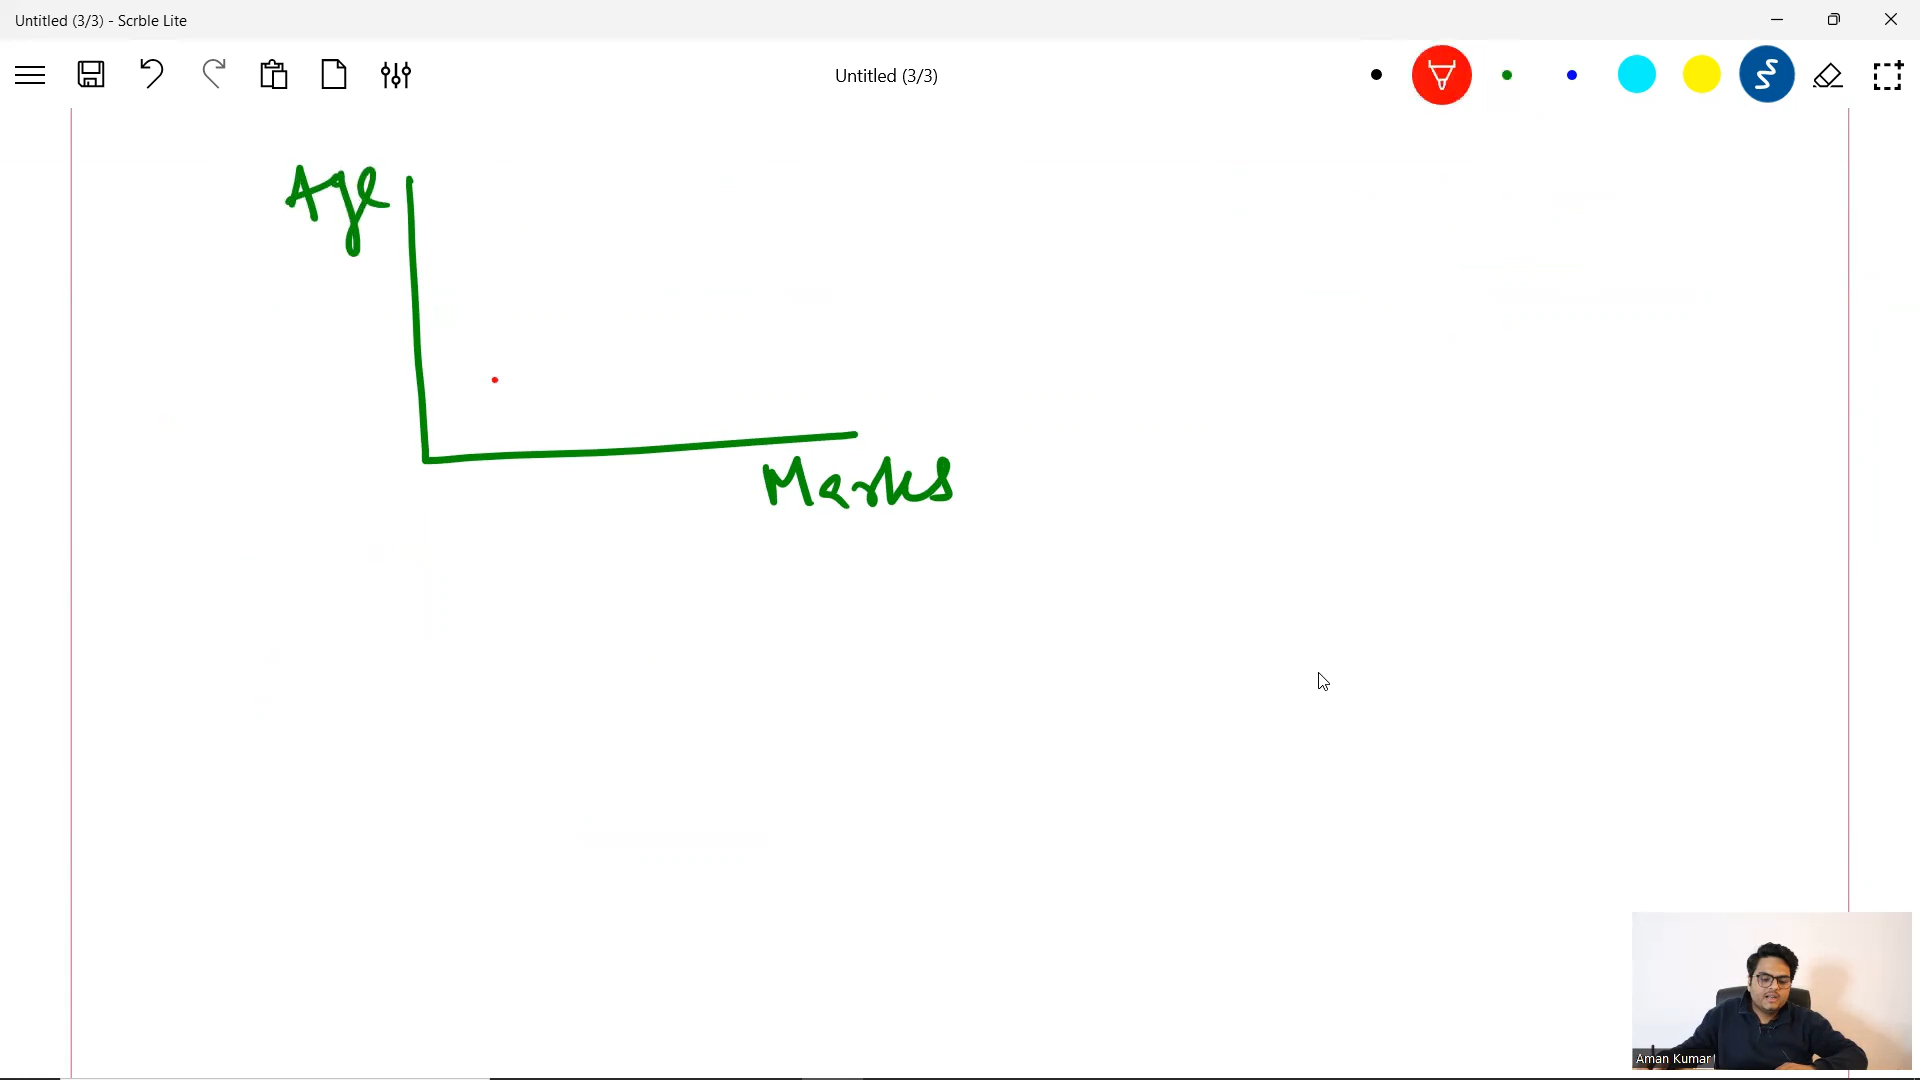 Untitled (3/3) - Scrble Lite
Untitled (3/3)
Age
Marks
Aman Kumar